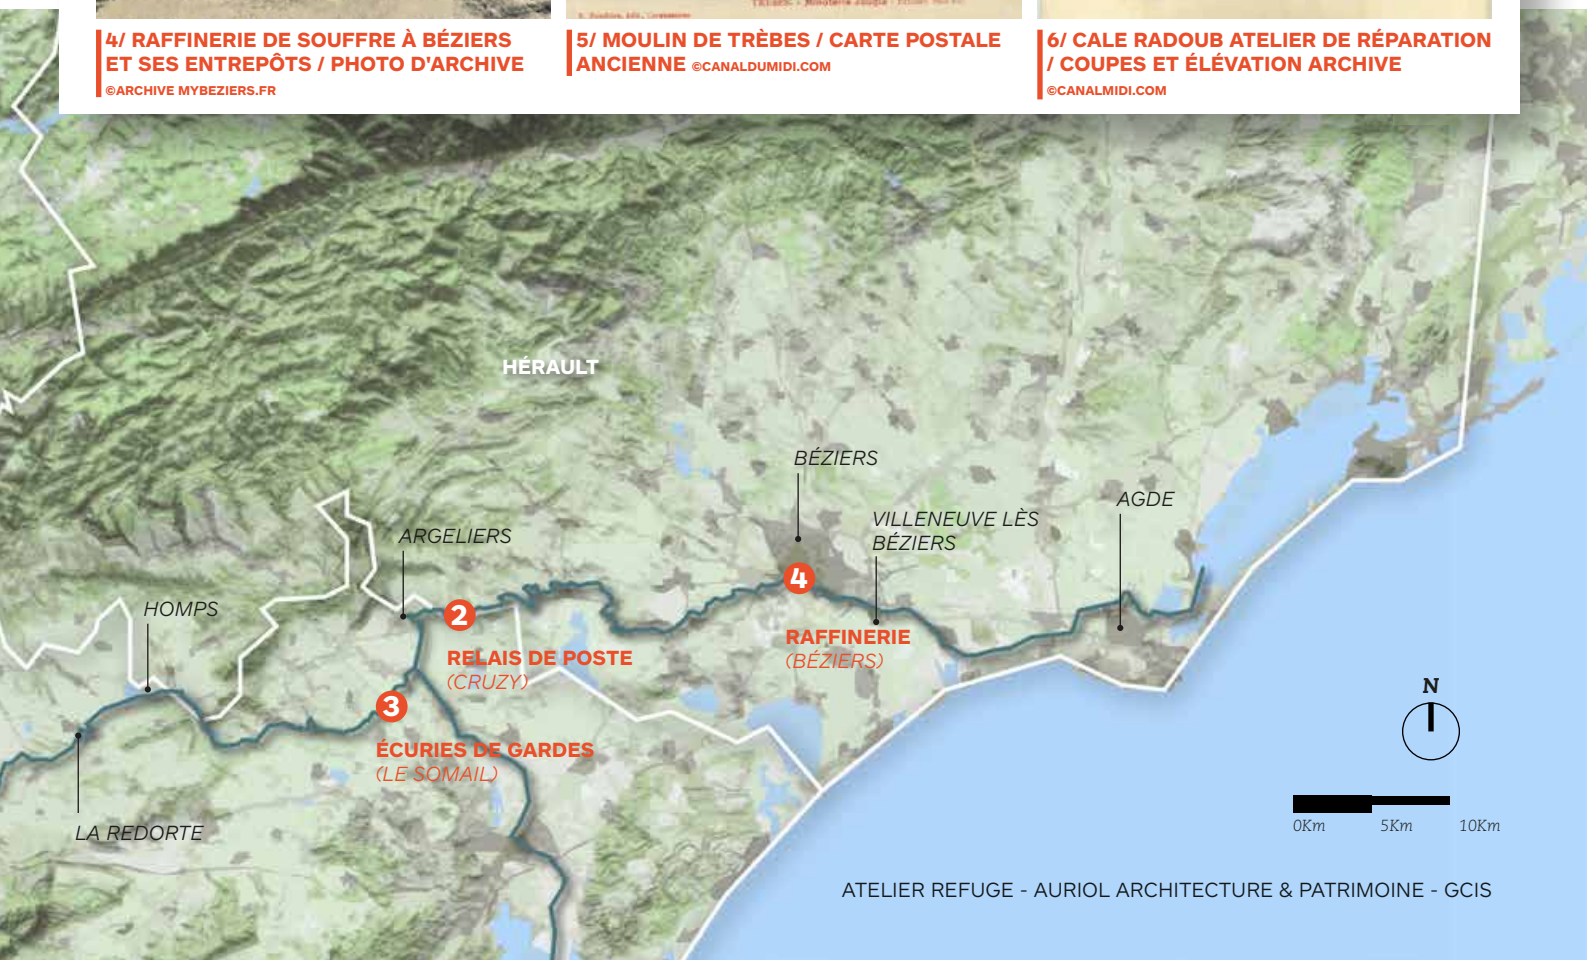 TRÈBES. - Minoterie Jougla
4/ RAFFINERIE DE SOUFFRE À BÉZIERS
ET SES ENTREPÔTS / PHOTO D'ARCHIVE
©ARCHIVE MYBEZIERS.FR
5/ MOULIN DE TRÈBES / CARTE POSTALE
ANCIENNE ©CANALDUMIDI.COM
6/ CALE RADOUB ATELIER DE RÉPARATION
/ COUPES ET ÉLÉVATION ARCHIVE
©CANALMIDI.COM
HÉRAULT
BÉZIERS
AGDE
VILLENEUVE LÈS
BÉZIERS
ARGELIERS
4
HOMPS
2
RAFFINERIE
(BÉZIERS)
RELAIS DE POSTE
(CRUZY)
3
ÉCURIES DE GARDES
(LE SOMAIL)
LA REDORTE
N
0Km 5Km 10Km
ATELIER REFUGE - AURIOL ARCHITECTURE & PATRIMOINE - GCIS